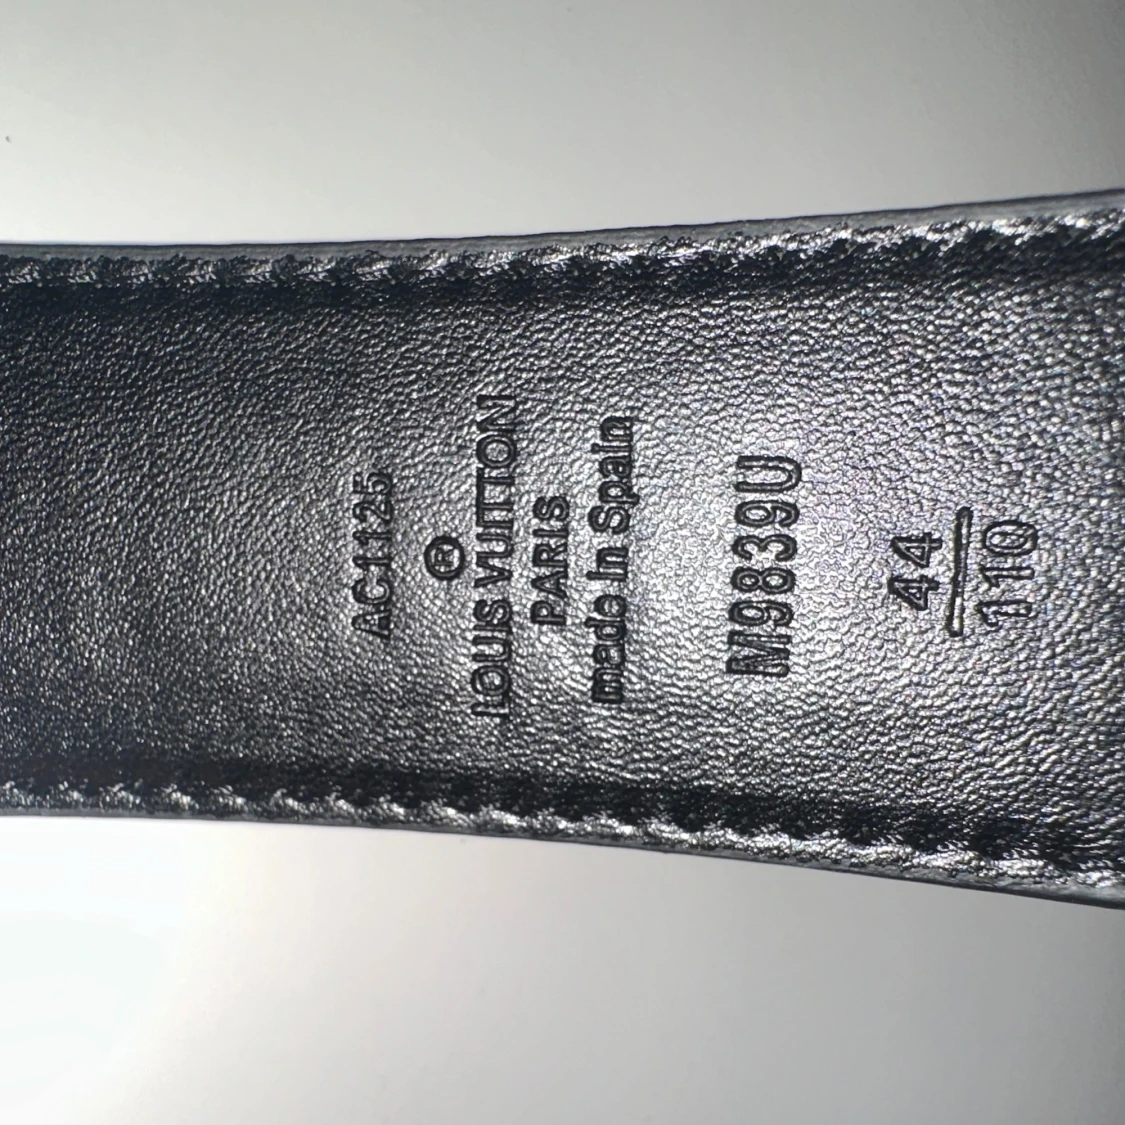 AC1125
®
LOUIS VUITTON
PARIS
made in Spain
M9839U
44
110